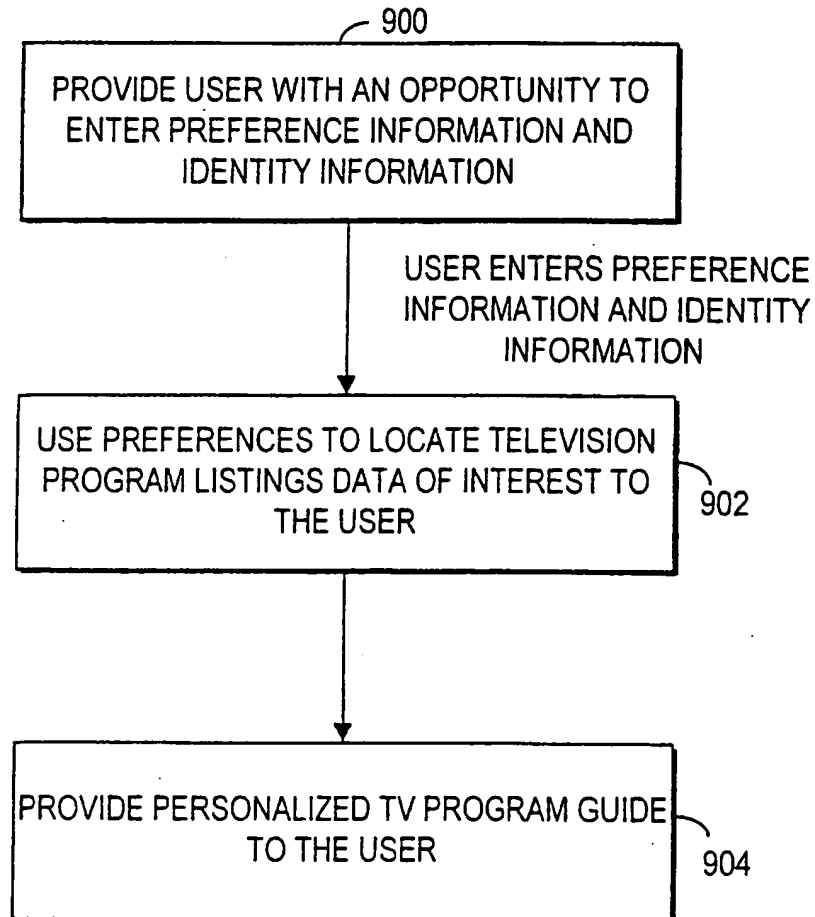 900
PROVIDE USER WITH AN OPPORTUNITY TO
ENTER PREFERENCE INFORMATION AND
IDENTITY INFORMATION
USER ENTERS PREFERENCE
INFORMATION AND IDENTITY
INFORMATION
USE PREFERENCES TO LOCATE TELEVISION
PROGRAM LISTINGS DATA OF INTEREST TO
THE USER
902
PROVIDE PERSONALIZED TV PROGRAM GUIDE
TO THE USER
904